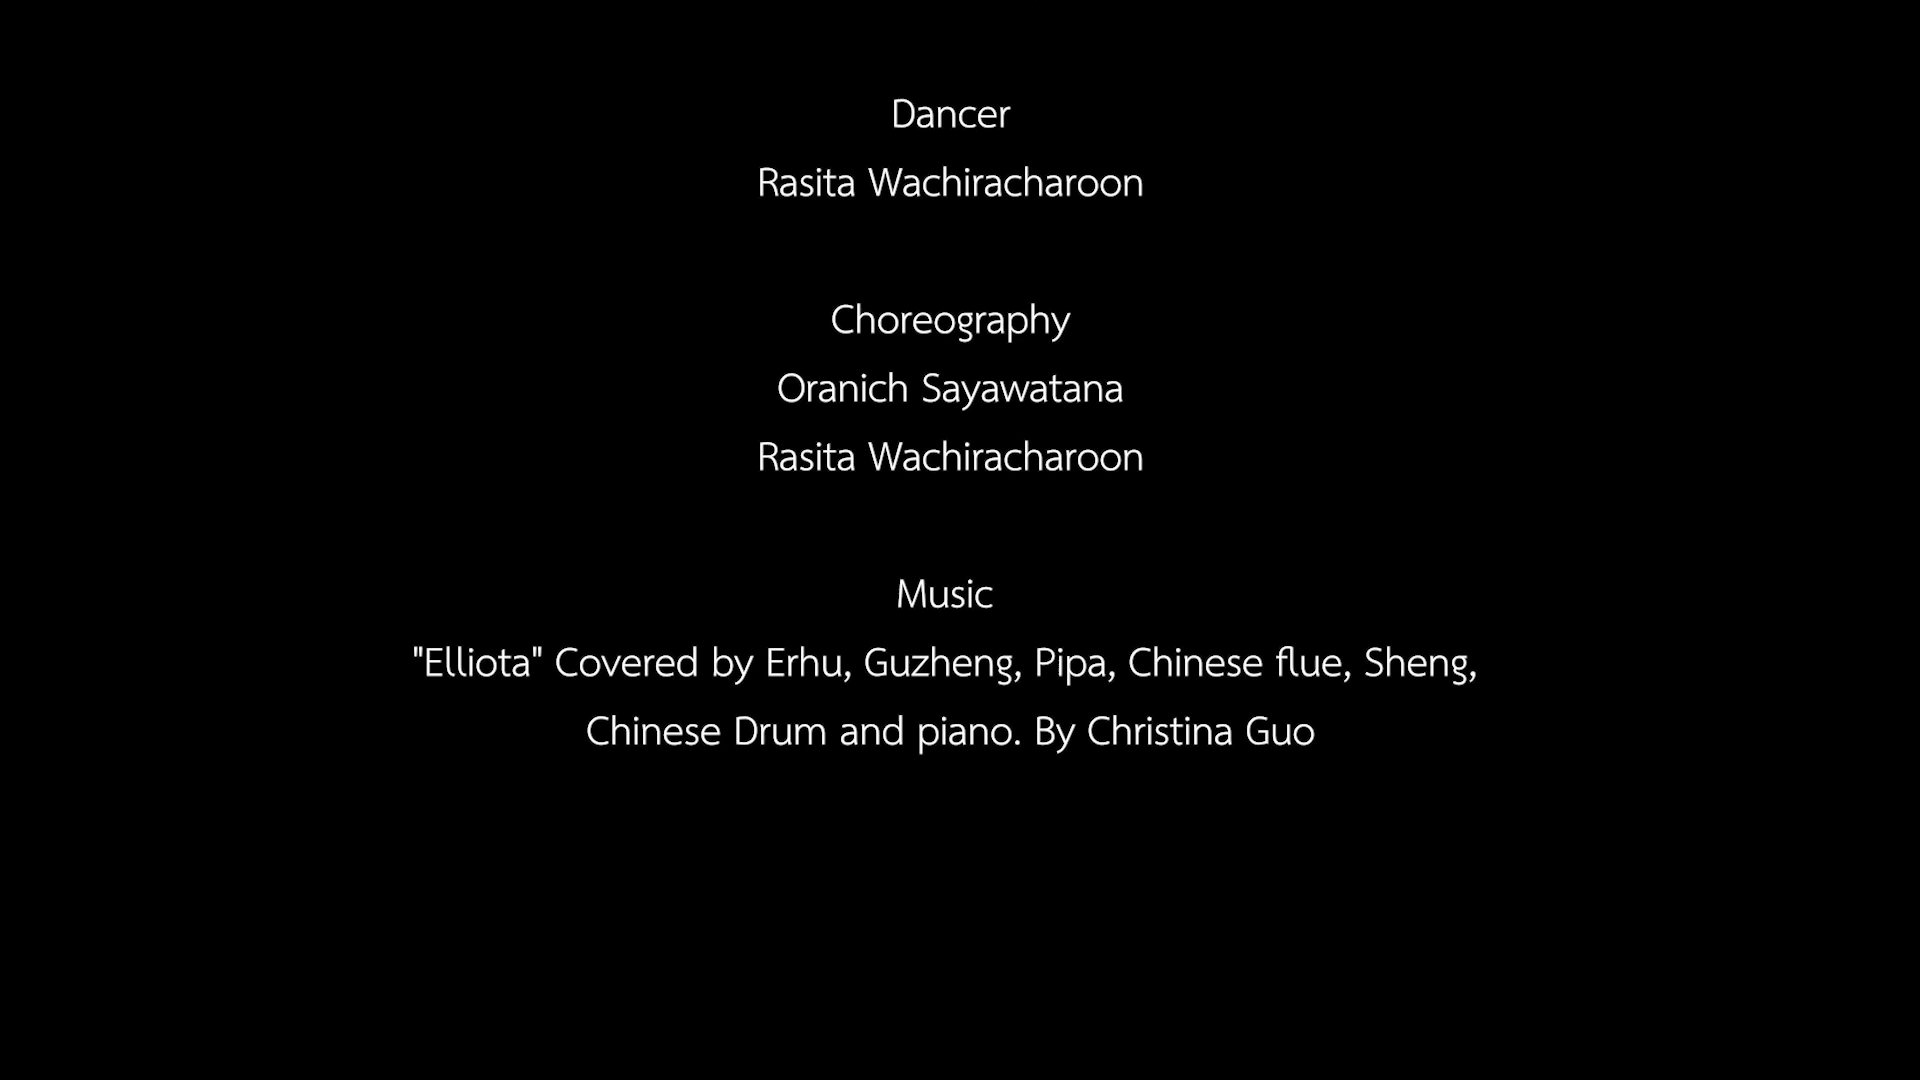 Dancer
Rasita Wachiracharoon
Choreography
Oranich Sayawatana
Rasita Wachiracharoon
Music
"Elliota" Covered by Erhu, Guzheng, Pipa, Chinese flue, Sheng,
Chinese Drum and piano. By Christina Guo